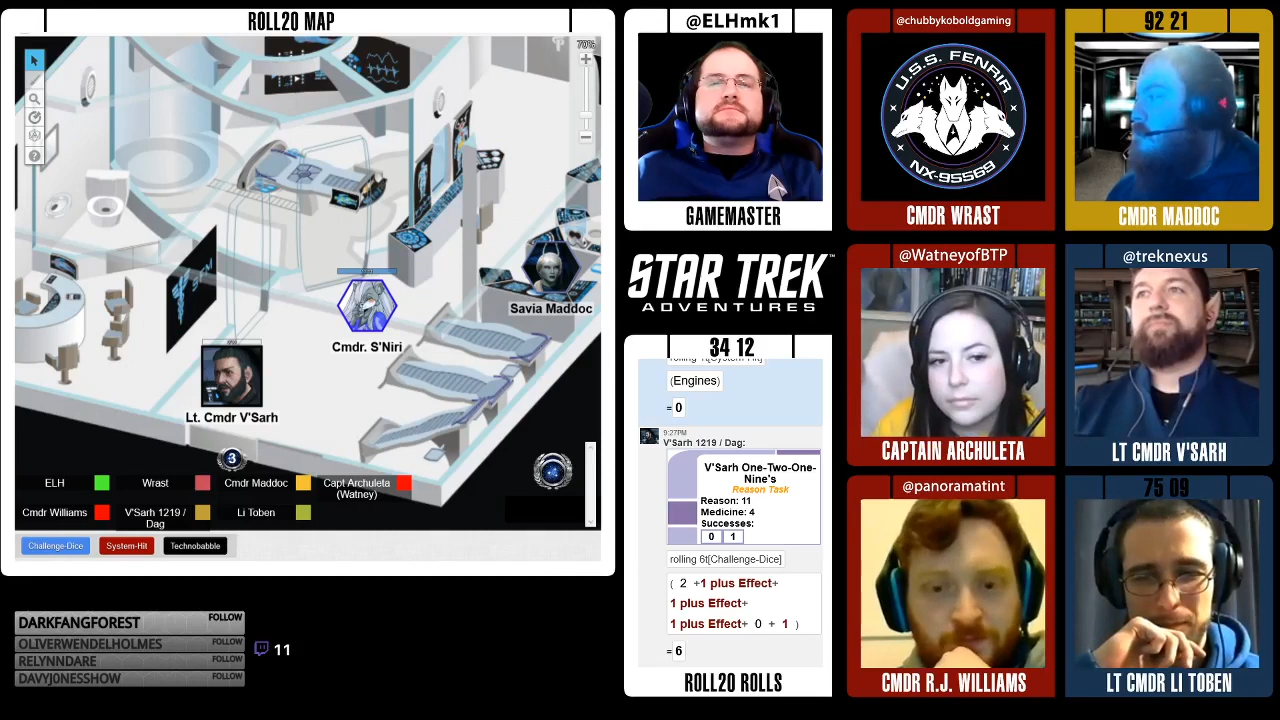 ROLL20 MAP
70%
Savia Maddoc
Cmdr. S'Niri
Lt. Cmdr V'Sarh
3
ELH
Wrast
Cmdr Maddoc
Capt Archuleta
(Watney)
Cmdr Williams
V'Sarh 1219 /
Dag
Li Toben
Challenge-Dice
System-Hit
Technobabble
DARKFANGFOREST
FOLLOW
OLIVERWENDELHOLMES
FOLLOW
RELYNNDARE
FOLLOW
DAVYJ0NESSHOW
FOLLOW
11
@ELHmk1
GAMEMASTER
STAR TREK™
ADVENTURES
34 12
(Engines)
= 0
9:27PM
V'Sarh 1219 / Dag:
V'Sarh One-Two-One-
Nine's
Reason Task
Reason: 11
Medicine: 4
Successes:
0 1
rolling 6t[Challenge-Dice]
( 2 +1 plus Effect+
1 plus Effect+
1 plus Effect+ 0 + 1 )
= 6
ROLL20 ROLLS
@chubbykoboldgaming
U.S.S. FENRIR
NX-95569
CMDR WRAST
92 21
CMDR MADDOC
@WatneyofBTP
CAPTAIN ARCHULETA
@treknexus
LT CMDR V'SARH
@panoramatint
CMDR R.J. WILLIAMS
75 09
LT CMDR LI TOBEN